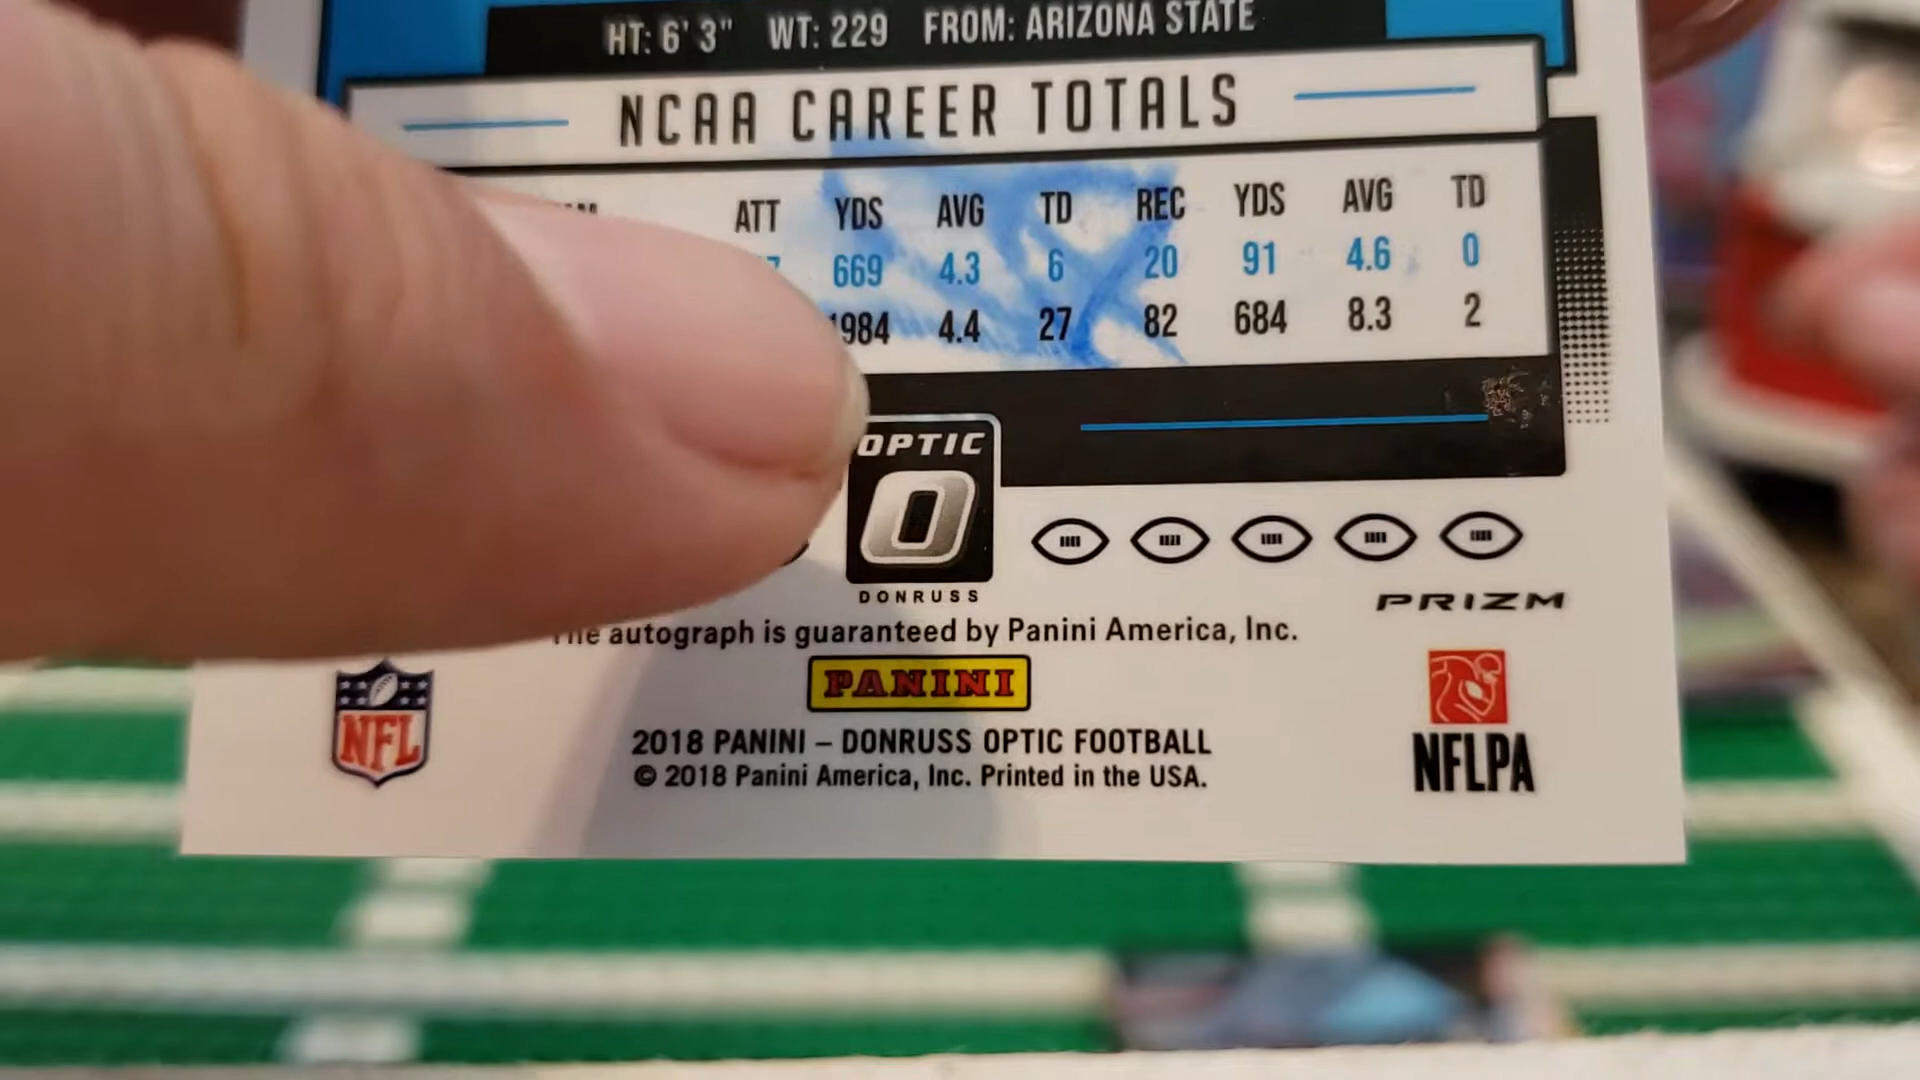 HT: 6' 3" WT: 229 FROM: ARIZONA STATE
NCAA CAREER TOTALS
ATT YDS AVG TD REC YDS AVG TD
7 669 4.3 6 20 91 4.6 0
1984 4.4 27 82 684 8.3 2
OPTIC
O
DONRUSS
PRIZM
The autograph is guaranteed by Panini America, Inc.
PANINI
NFL
NFLPA
2018 PANINI – DONRUSS OPTIC FOOTBALL
© 2018 Panini America, Inc. Printed in the USA.